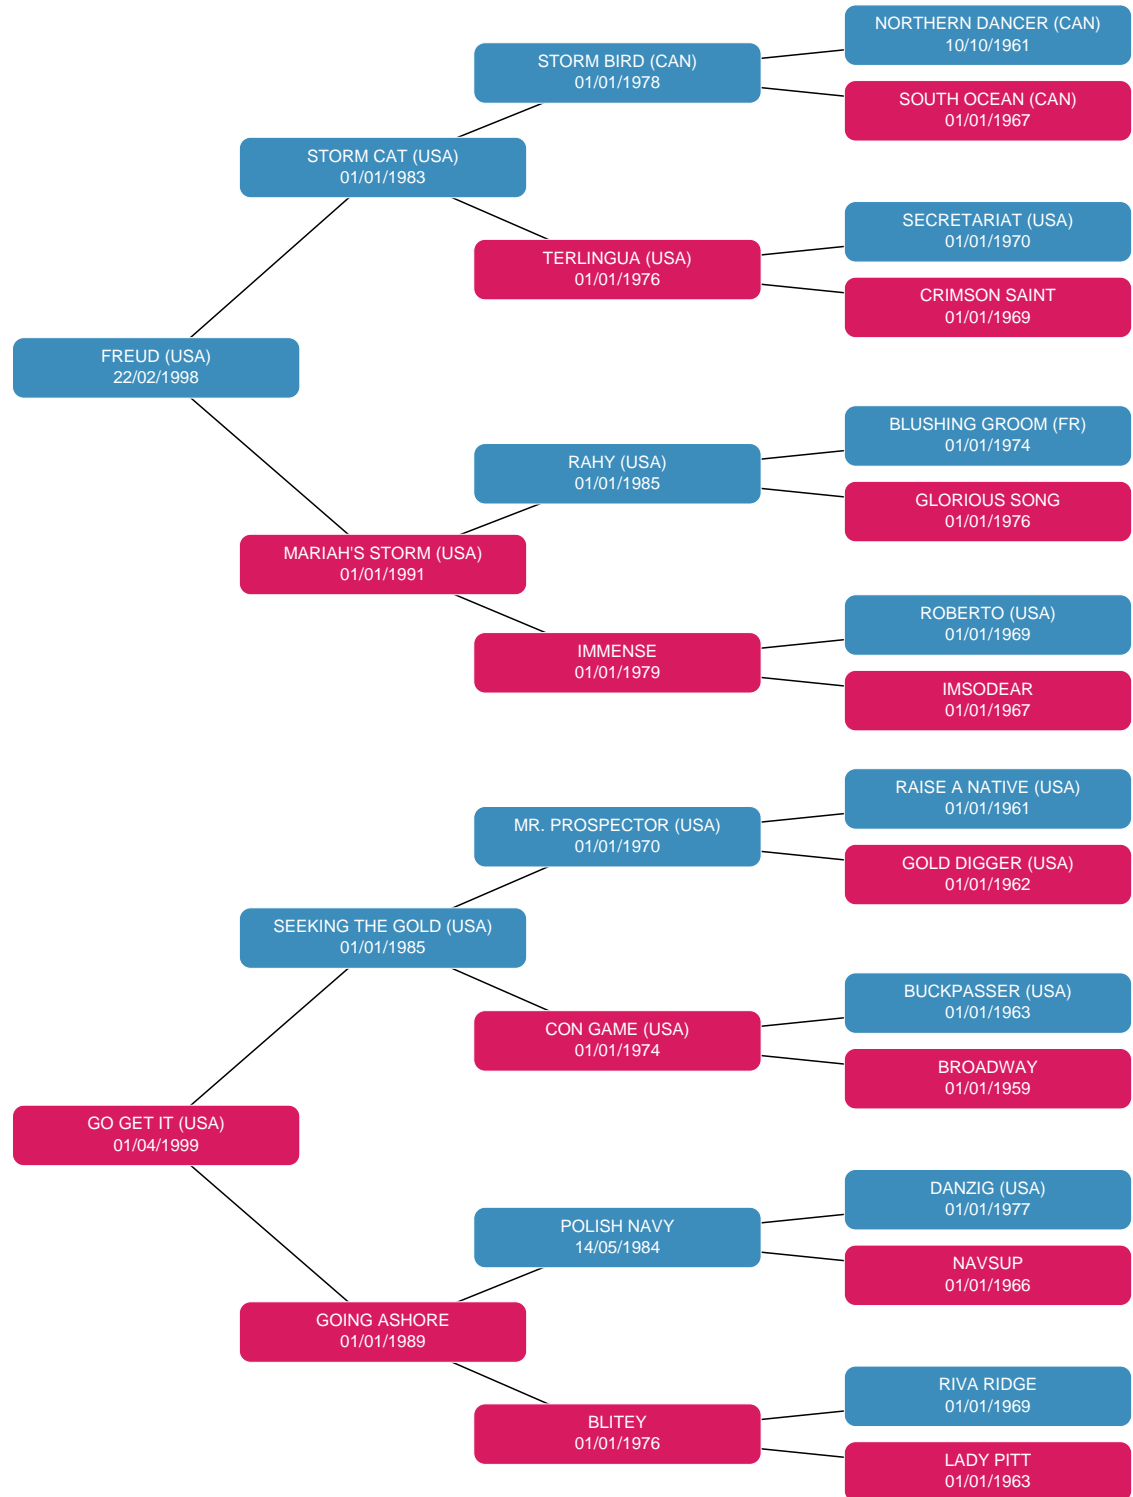 NORTHERN DANCER (CAN)
10/10/1961
STORM BIRD (CAN)
01/01/1978
SOUTH OCEAN (CAN)
01/01/1967
STORM CAT (USA)
01/01/1983
SECRETARIAT (USA)
01/01/1970
TERLINGUA (USA)
01/01/1976
CRIMSON SAINT
01/01/1969
FREUD (USA)
22/02/1998
BLUSHING GROOM (FR)
01/01/1974
RAHY (USA)
01/01/1985
GLORIOUS SONG
01/01/1976
MARIAH'S STORM (USA)
01/01/1991
ROBERTO (USA)
01/01/1969
IMMENSE
01/01/1979
IMSODEAR
01/01/1967
RAISE A NATIVE (USA)
01/01/1961
MR. PROSPECTOR (USA)
01/01/1970
GOLD DIGGER (USA)
01/01/1962
SEEKING THE GOLD (USA)
01/01/1985
BUCKPASSER (USA)
01/01/1963
CON GAME (USA)
01/01/1974
BROADWAY
01/01/1959
GO GET IT (USA)
01/04/1999
DANZIG (USA)
01/01/1977
POLISH NAVY
14/05/1984
NAVSUP
01/01/1966
GOING ASHORE
01/01/1989
RIVA RIDGE
01/01/1969
BLITEY
01/01/1976
LADY PITT
01/01/1963